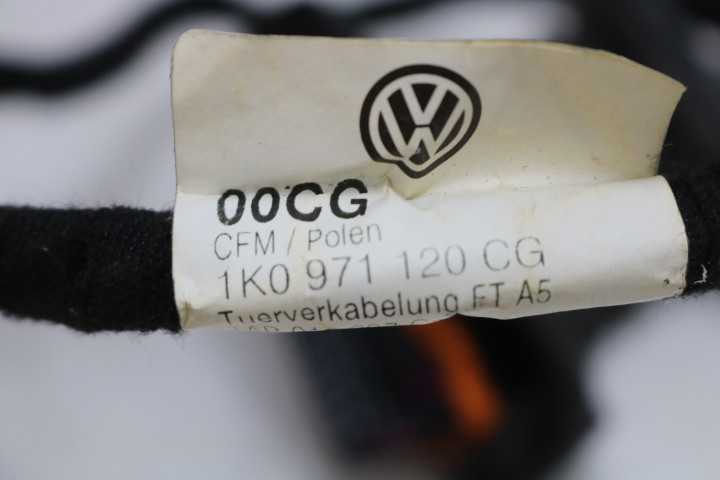 00CG
CFM / Polen
1K0 971 120 CG
Tuerverkabelung FT A5